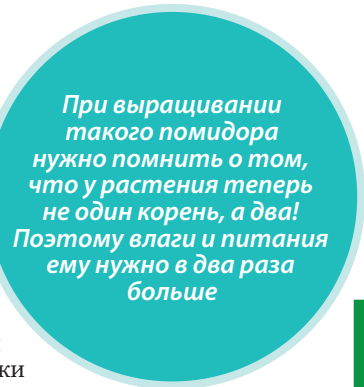 При выращивании
такого помидора
нужно помнить о том,
что у растения теперь
не один корень, а два!
Поэтому влаги и питания
ему нужно в два раза
больше
ки